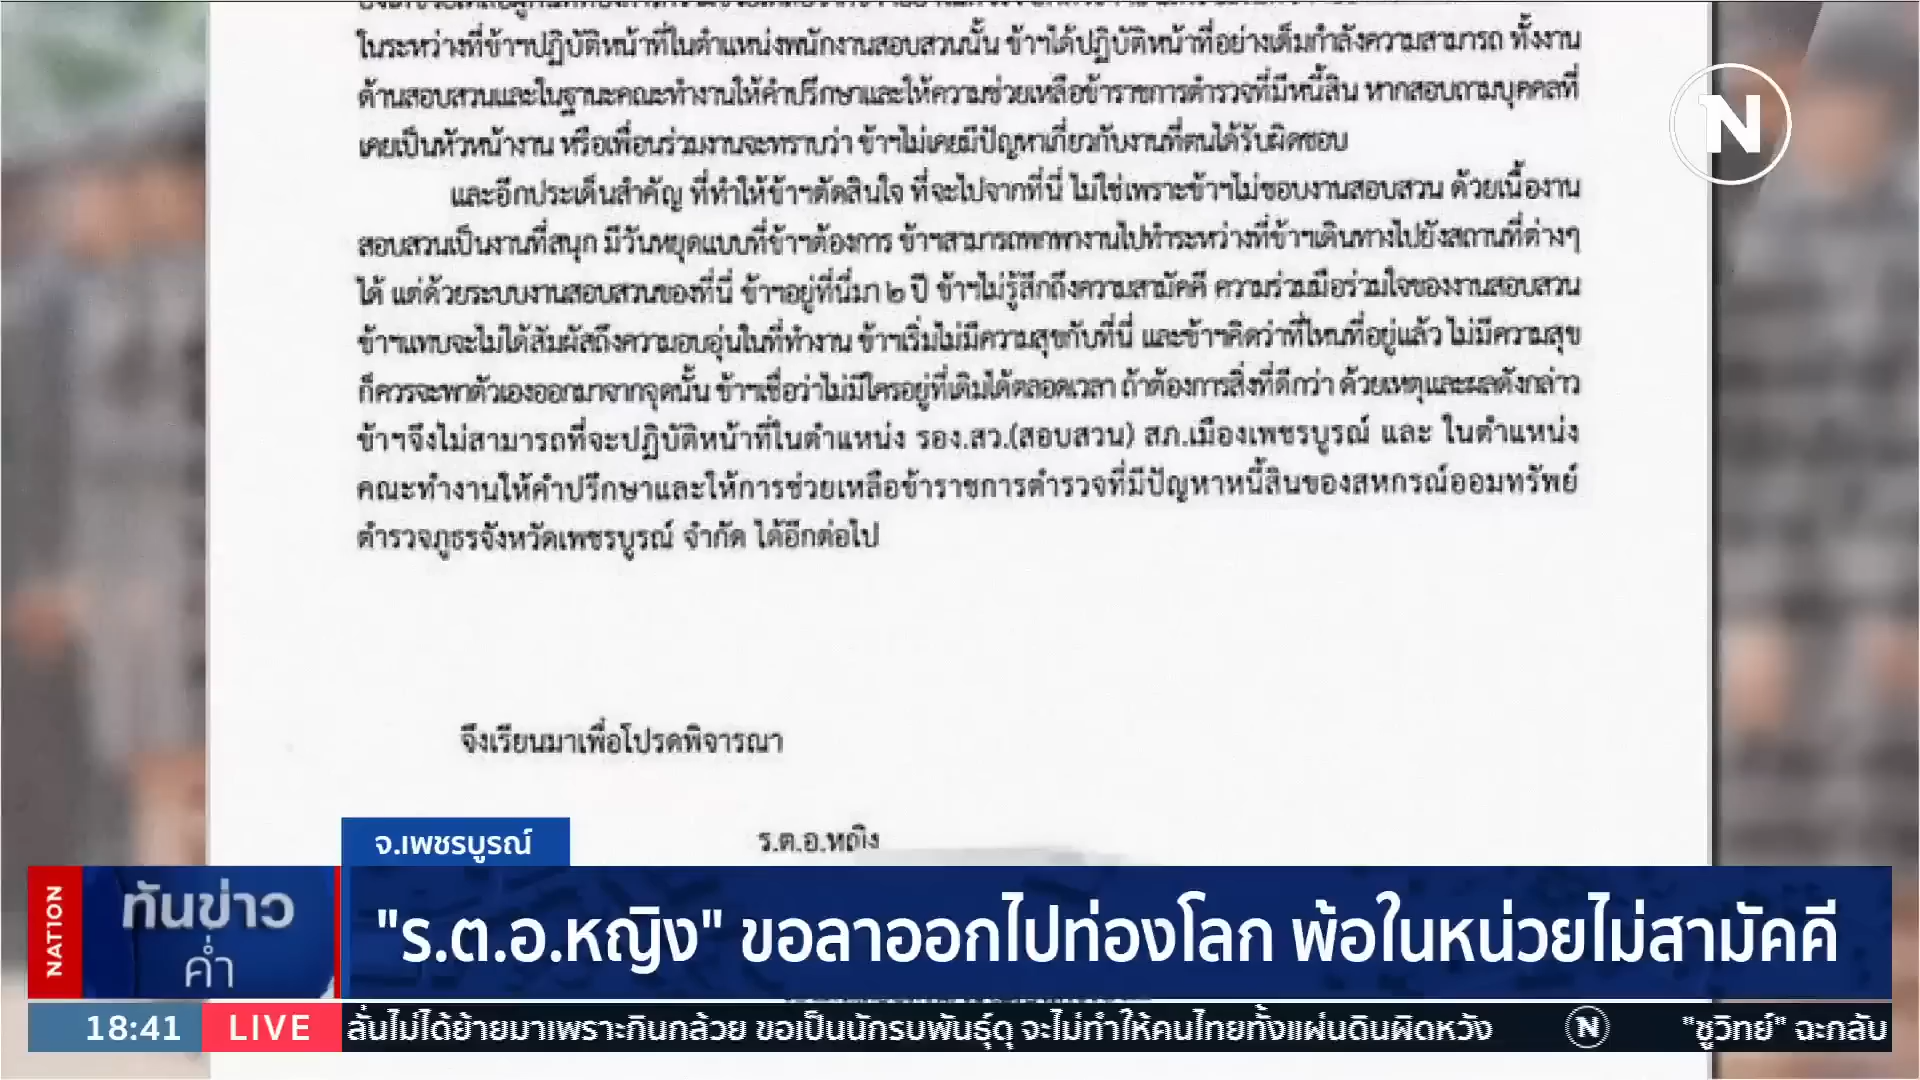 ในระหว่างที่ข้าฯปฏิบัติหน้าที่ในตำแหน่งพนักงานสอบสวนนั้น ข้าฯได้ปฏิบัติหน้าที่อย่างเต็มกำลังความสามารถ ทั้งงาน
ด้านสอบสวนและในฐานะคณะทำงานให้คำปรึกษาและให้ความช่วยเหลือข้าราชการตำรวจที่มีหนี้สิน หากสอบถามบุคคลที่
เคยเป็นหัวหน้างาน หรือเพื่อนร่วมงานจะทราบว่า ข้าฯไม่เคยมีปัญหาเกี่ยวกับงานที่ตนได้รับผิดชอบ
และอีกประเด็นสำคัญ ที่ทำให้ข้าฯตัดสินใจ ที่จะไปจากที่นี่ ไม่ใช่เพราะข้าฯไม่ชอบงานสอบสวน ด้วยเนื้องาน
สอบสวนเป็นงานที่สนุก มีวันหยุดแบบที่ข้าฯต้องการ ข้าฯสามารถพกพางานไปทำระหว่างที่ข้าฯเดินทางไปยังสถานที่ต่างๆ
ได้ แต่ด้วยระบบงานสอบสวนของที่นี่ ข้าฯอยู่ที่นี่มา ๒ ปี ข้าฯไม่รู้สึกถึงความสามัคคี ความร่วมมือร่วมใจของงานสอบสวน
ข้าฯแทบจะไม่ได้สัมผัสถึงความอบอุ่นในที่ทำงาน ข้าฯเริ่มไม่มีความสุขกับที่นี่ และข้าฯคิดว่าที่ไหนที่อยู่แล้ว ไม่มีความสุข
ก็ควรจะพาตัวเองออกมาจากจุดนั้น ข้าฯเชื่อว่าไม่มีใครอยู่ที่เดิมได้ตลอดเวลา ถ้าต้องการสิ่งที่ดีกว่า ด้วยเหตุและผลดังกล่าว
ข้าฯจึงไม่สามารถที่จะปฏิบัติหน้าที่ในตำแหน่ง รอง.สว.(สอบสวน) สภ.เมืองเพชรบูรณ์ และ ในตำแหน่ง
คณะทำงานให้คำปรึกษาและให้การช่วยเหลือข้าราชการตำรวจที่มีปัญหาหนี้สินของสหกรณ์ออมทรัพย์
ตำรวจภูธรจังหวัดเพชรบูรณ์ จำกัด ได้อีกต่อไป
จึงเรียนมาเพื่อโปรดพิจารณา
ร.ต.อ.หญิง
จ.เพชรบูรณ์
NATION ทันข่าว
ค่ำ
"ร.ต.อ.หญิง" ขอลาออกไปท่องโลก พ้อในหน่วยไม่สามัคคี
18:41 LIVE ลั่นไม่ได้ย้ายมาเพราะกินกล้วย ขอเป็นนักรบพันธุ์ดุ จะไม่ทำให้คนไทยทั้งแผ่นดินผิดหวัง N "ชูวิทย์" ฉะกลับ
N